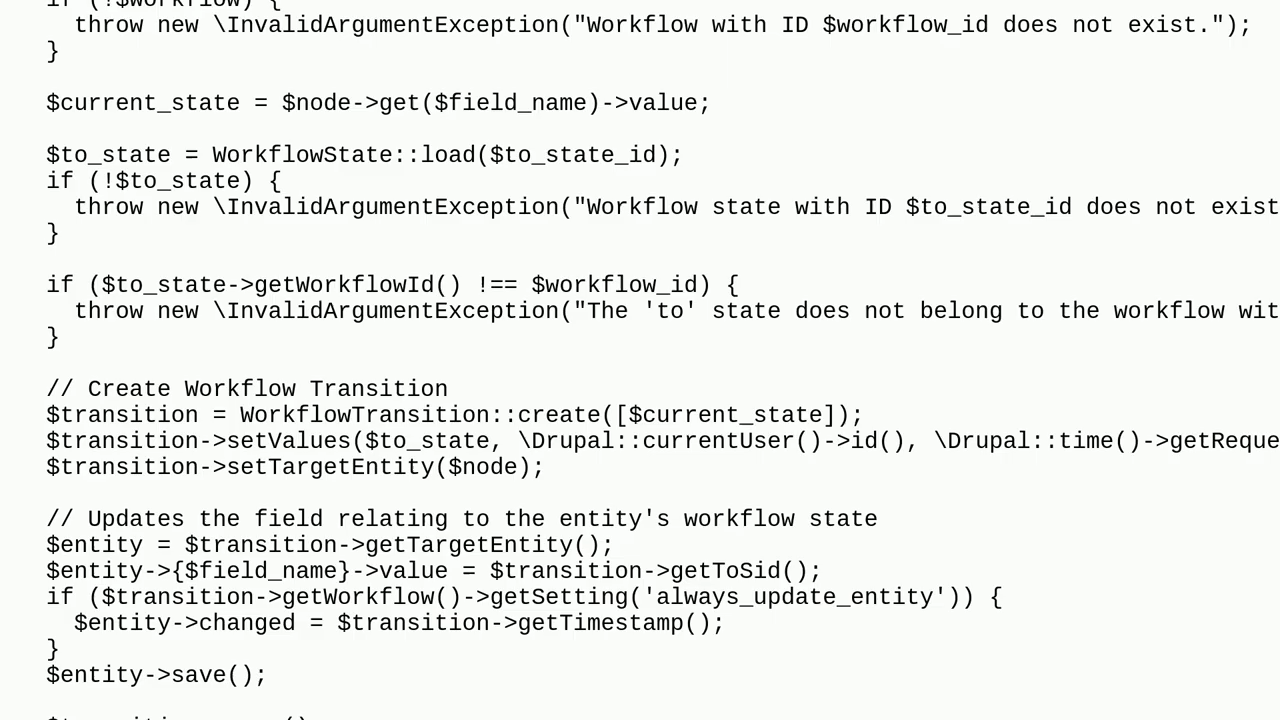 if (!$workflow) {
throw new \InvalidArgumentException("Workflow with ID $workflow_id does not exist.");
}
$current_state = $node->get($field_name)->value;
$to_state = WorkflowState::load($to_state_id);
if (!$to_state) {
throw new \InvalidArgumentException("Workflow state with ID $to_state_id does not exist
}
if ($to_state->getWorkflowId() !== $workflow_id) {
throw new \InvalidArgumentException("The 'to' state does not belong to the workflow wit
}
// Create Workflow Transition
$transition = WorkflowTransition::create([$current_state]);
$transition->setValues($to_state, \Drupal::currentUser()->id(), \Drupal::time()->getReque
$transition->setTargetEntity($node);
// Updates the field relating to the entity's workflow state
$entity = $transition->getTargetEntity();
$entity->{$field_name}->value = $transition->getToSid();
if ($transition->getWorkflow()->getSetting('always_update_entity')) {
$entity->changed = $transition->getTimestamp();
}
$entity->save();